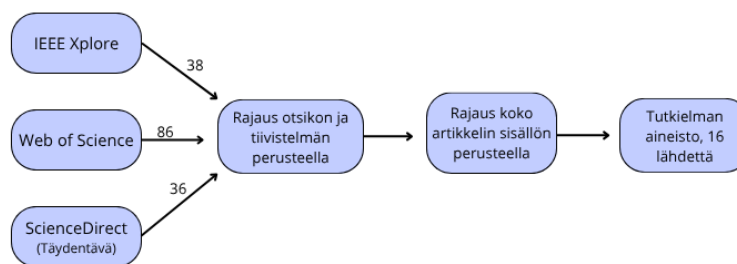 IEEE Xplore
38
Web of Science
86
ScienceDirect
(Täydentävä)
36
Rajaus otsikon ja
tiivistelmän
perusteella
Rajaus koko
artikkelin sisällön
perusteella
Tutkielman
aineisto, 16
lähdettä